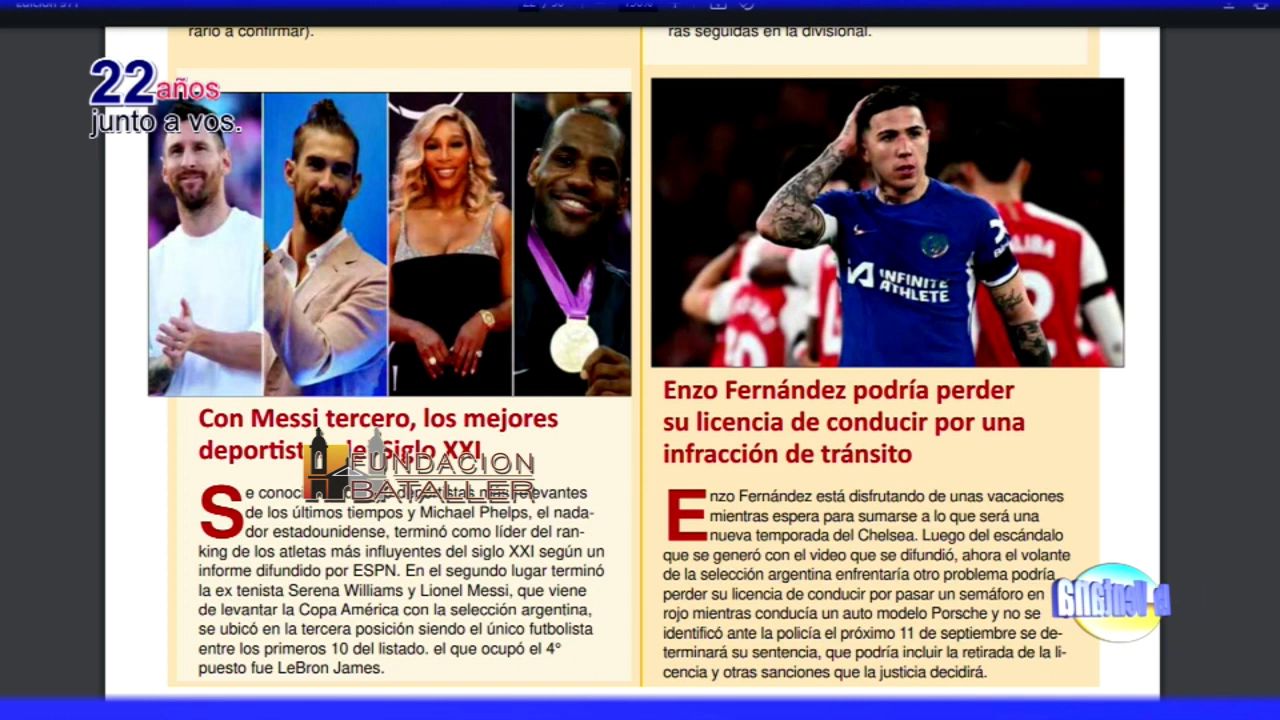 22 años
junto a vos.
rario a confirmar).
Con Messi tercero, los mejores
Siglo XXI
FUNDACION
BATALLER
Se conoci
de los últimos tiempos y Michael Phelps, el nada-
dor estadounidense, terminó como líder del ran-
king de los atletas más influyentes del siglo XXI según un
informe difundido por ESPN. En el segundo lugar terminó
la ex tenista Serena Williams y Lionel Messi, que viene
de levantar la Copa América con la selección argentina,
se ubicó en la tercera posición siendo el único futbolista
entre los primeros 10 del listado. el que ocupó el 4°
puesto fue LeBron James.
ras seguidas en la divisional.
INFINITE
ATHLETE
Enzo Fernández podría perder
su licencia de conducir por una
infracción de tránsito
Enzo Fernández está disfrutando de unas vacaciones
mientras espera para sumarse a lo que será una
nueva temporada del Chelsea. Luego del escándalo
que se generó con el video que se difundió, ahora el volante
de la selección argentina enfrentaría otro problema podría
perder su licencia de conducir por pasar un semáforo en
rojo mientras conducía un auto modelo Porsche y no se
identificó ante la policía el próximo 11 de septiembre se de-
terminará su sentencia, que podría incluir la retirada de la li-
cencia y otras sanciones que la justicia decidirá.